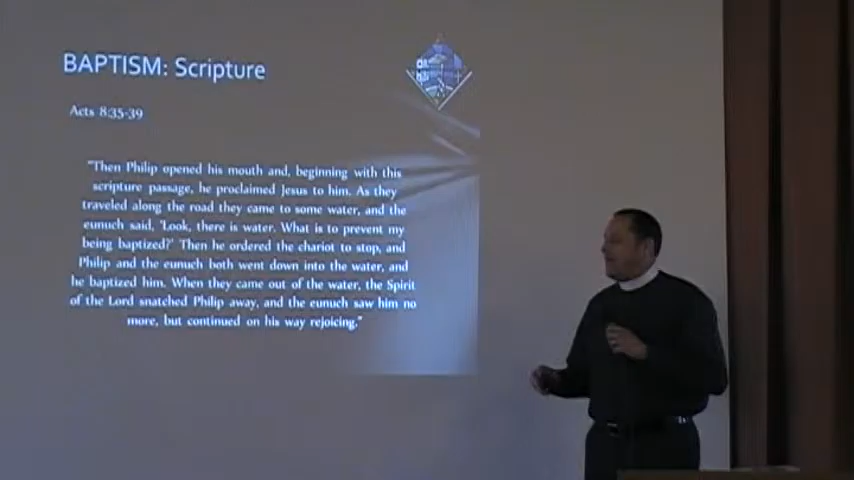 BAPTISM: Scripture
Acts 8:35-39
"Then Philip opened his mouth and, beginning with this
scripture passage, he proclaimed Jesus to him. As they
traveled along the road they came to some water, and the
eunuch said, 'Look, there is water. What is to prevent my
being baptized?' Then he ordered the chariot to stop, and
Philip and the eunuch both went down into the water, and
he baptized him. When they came out of the water, the Spirit
of the Lord snatched Philip away, and the eunuch saw him no
more, but continued on his way rejoicing."